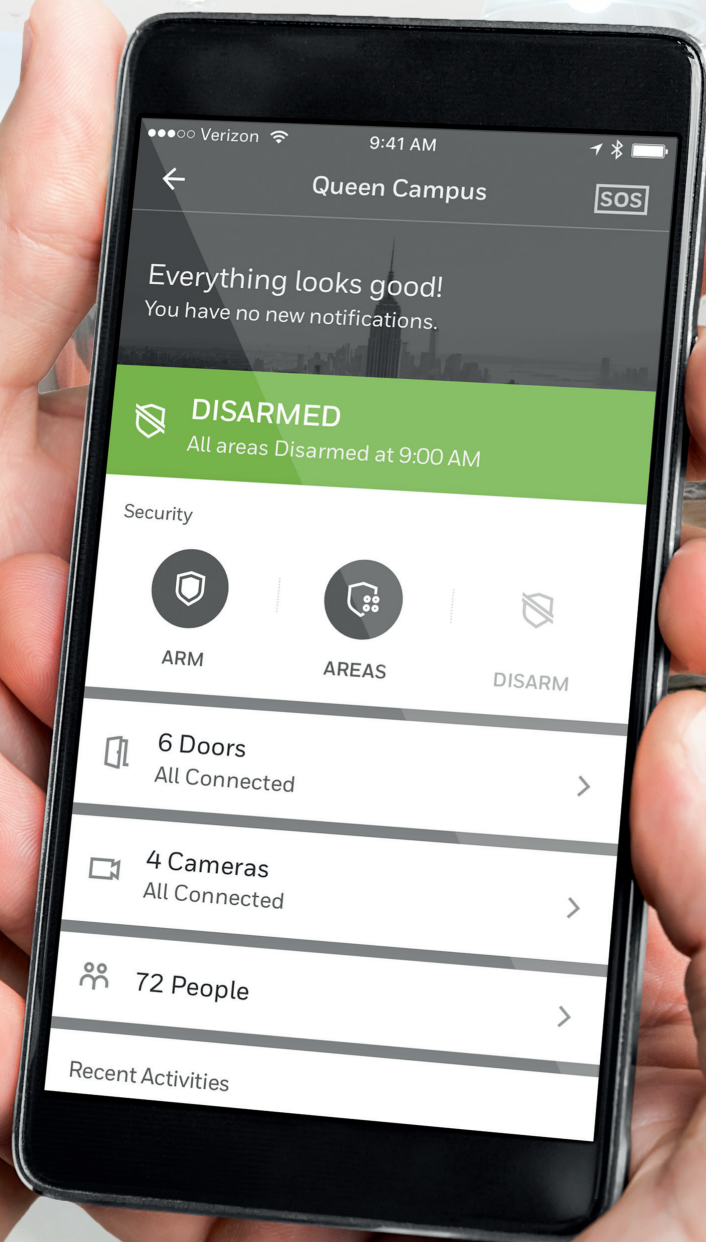 Verizon
9:41 AM
Queen Campus
SOS
Everything looks good!
You have no new notifications.
DISARMED
All areas Disarmed at 9:00 AM
Security
ARM
AREAS
DISARM
6 Doors
All Connected
4 Cameras
All Connected
72 People
Recent Activities